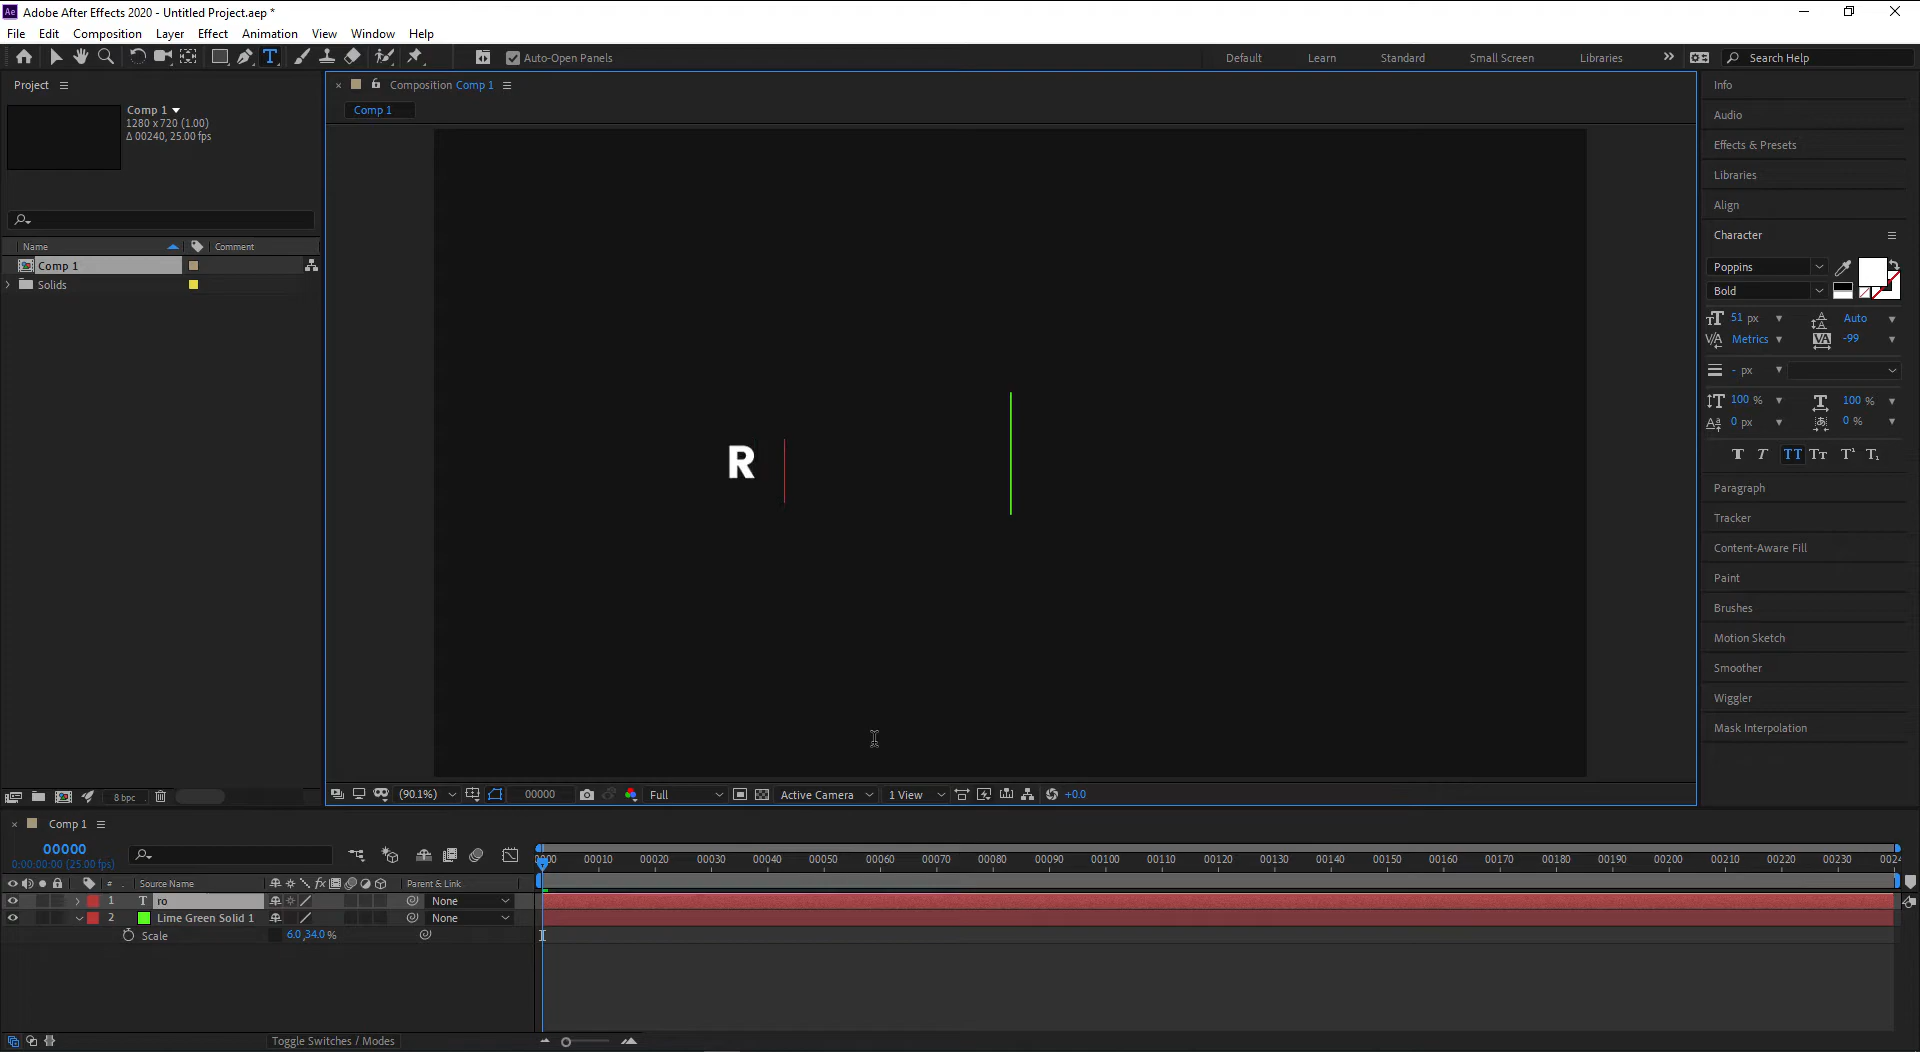 Ae Adobe After Effects 2020 - Untitled Project.aep *
File Edit Composition Layer Effect Animation View Window Help
Auto-Open Panels Default Learn Standard Small Screen Libraries Search Help
Project
Comp 1
1280 x 720 (1.00)
Δ 00240, 25.00 fps
Name Comment
Comp 1
Solids
8 bpc
Composition Comp 1
Comp 1
R
(90.1%) 00000 Full Active Camera 1 View +0.0
Info
Audio
Effects & Presets
Libraries
Align
Character
Poppins
Bold
51 px Auto
Metrics -99
- px
100 % 100 %
0 px 0 %
Paragraph
Tracker
Content-Aware Fill
Paint
Brushes
Motion Sketch
Smoother
Wiggler
Mask Interpolation
Comp 1
00000
0:00:00:00 (25.00 fps)
0000 00010 00020 00030 00040 00050 00060 00070 00080 00090 00100 00110 00120 00130 00140 00150 00160 00170 00180 00190 00200 00210 00220 00230 0024
# Source Name fx Parent & Link
1 T ro None
2 Lime Green Solid 1 None
Scale 6.0,34.0 %
Toggle Switches / Modes